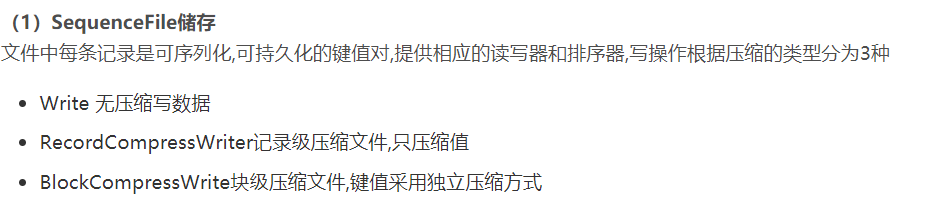 （1）SequenceFile储存
文件中每条记录是可序列化,可持久化的键值对,提供相应的读写器和排序器,写操作根据压缩的类型分为3种
• Write 无压缩写数据
• RecordCompressWriter记录级压缩文件,只压缩值
• BlockCompressWrite块级压缩文件,键值采用独立压缩方式